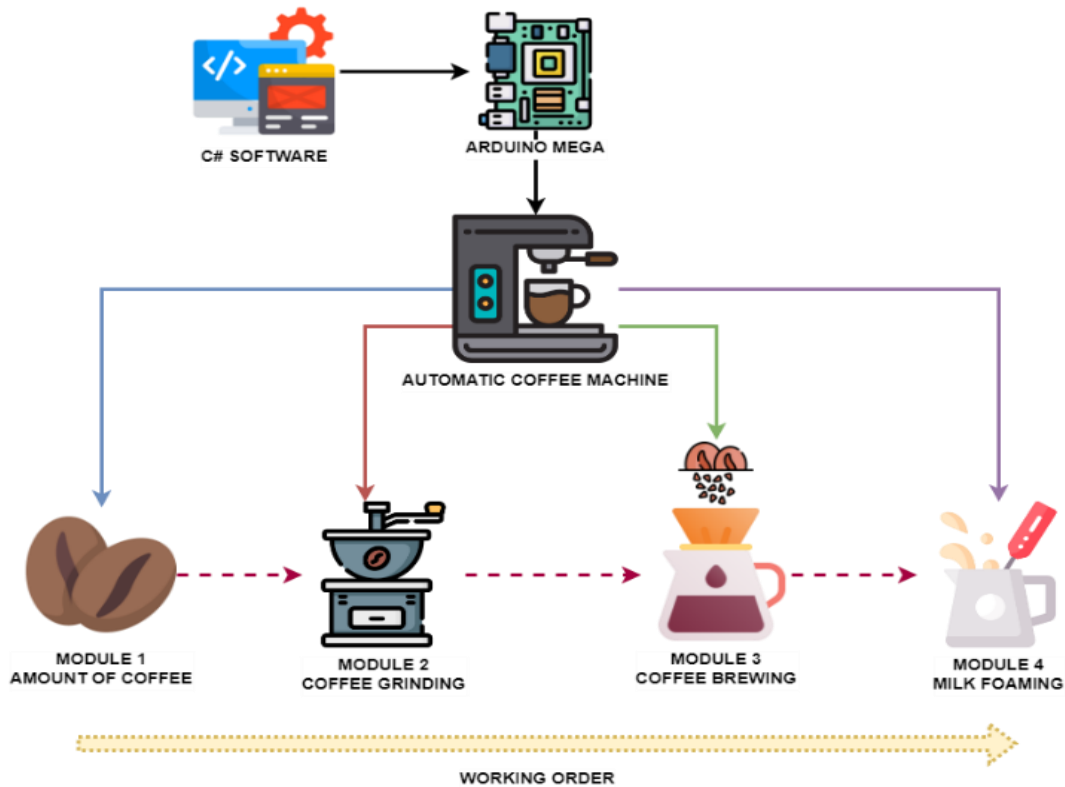 </>
C# SOFTWARE
ARDUINO MEGA
AUTOMATIC COFFEE MACHINE
MODULE 1
AMOUNT OF COFFEE
MODULE 2
COFFEE GRINDING
MODULE 3
COFFEE BREWING
MODULE 4
MILK FOAMING
WORKING ORDER